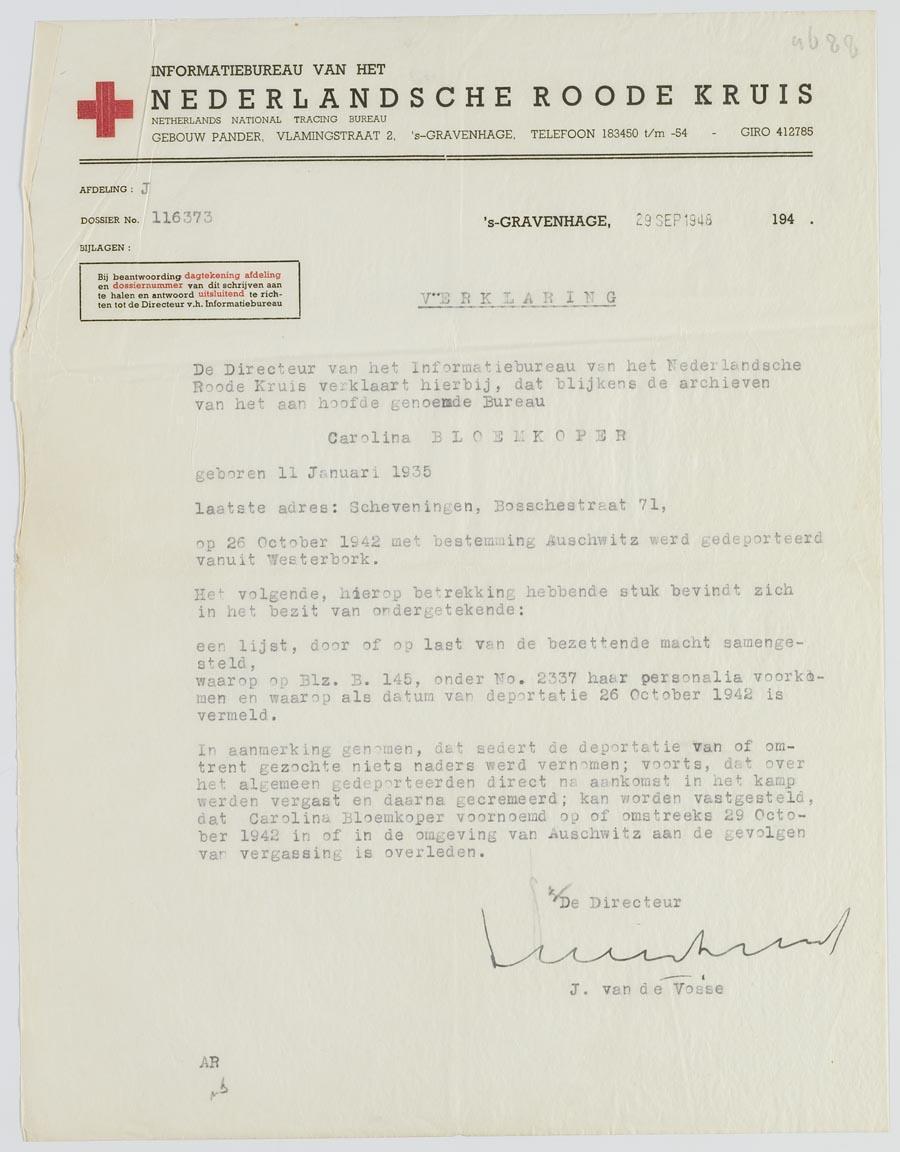 INFORMATIEBUREAU VAN HET
NEDERLANDSCHE ROODE KRUIS
NETHERLANDS NATIONAL TRACING BUREAU
GEBOUW PANDER, VLAMINGSTRAAT 2, 's-GRAVENHAGE, TELEFOON 183450 t/m -54 - GIRO 412785
AFDELING : J
DOSSIER No. 116373
's-GRAVENHAGE, 29 SEP 1948 194 .
BIJLAGEN :
Bij beantwoording dagtekening afdeling
en dossiernummer van dit schrijven aan
te halen en antwoord uitsluitend te rich-
ten tot de Directeur v.h. Informatiebureau
VERKLARING
De Directeur van het Informatiebureau van het Nederlandsche
Roode Kruis verklaart hierbij, dat blijkens de archieven
van het aan hoofde genoemde Bureau
Carolina BLOEMKOPER
geboren 11 Januari 1935
laatste adres: Scheveningen, Bosschestraat 71,
op 26 October 1942 met bestemming Auschwitz werd gedeporteerd
vanuit Westerbork.
Het volgende, hierop betrekking hebbende stuk bevindt zich
in het bezit van ondergetekende:
een lijst, door of op last van de bezettende macht samenge-
steld,
waarop op Blz. B. 145, onder No. 2337 haar personalia voorko-
men en waarop als datum van deportatie 26 October 1942 is
vermeld.
In aanmerking genomen, dat sedert de deportatie van of om-
trent gezochte niets naders werd vernomen; voorts, dat over
het algemeen gedeporteerden direct na aankomst in het kamp
werden vergast en daarna gecremeerd; kan worden vastgesteld,
dat Carolina Bloemkoper voornoemd op of omstreeks 29 Octo-
ber 1942 in of in de omgeving van Auschwitz aan de gevolgen
van vergassing is overleden.
De Directeur
J. van de Vosse
AR